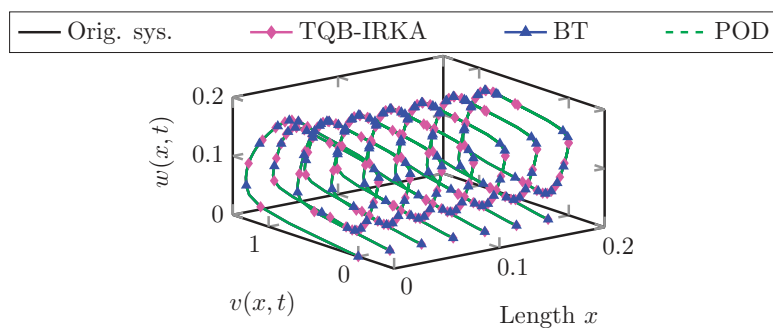 Orig. sys. TQB-IRKA BT POD
0.2
0.1
0
w(x, t)
1
0
v(x, t)
0
0.1
0.2
Length x